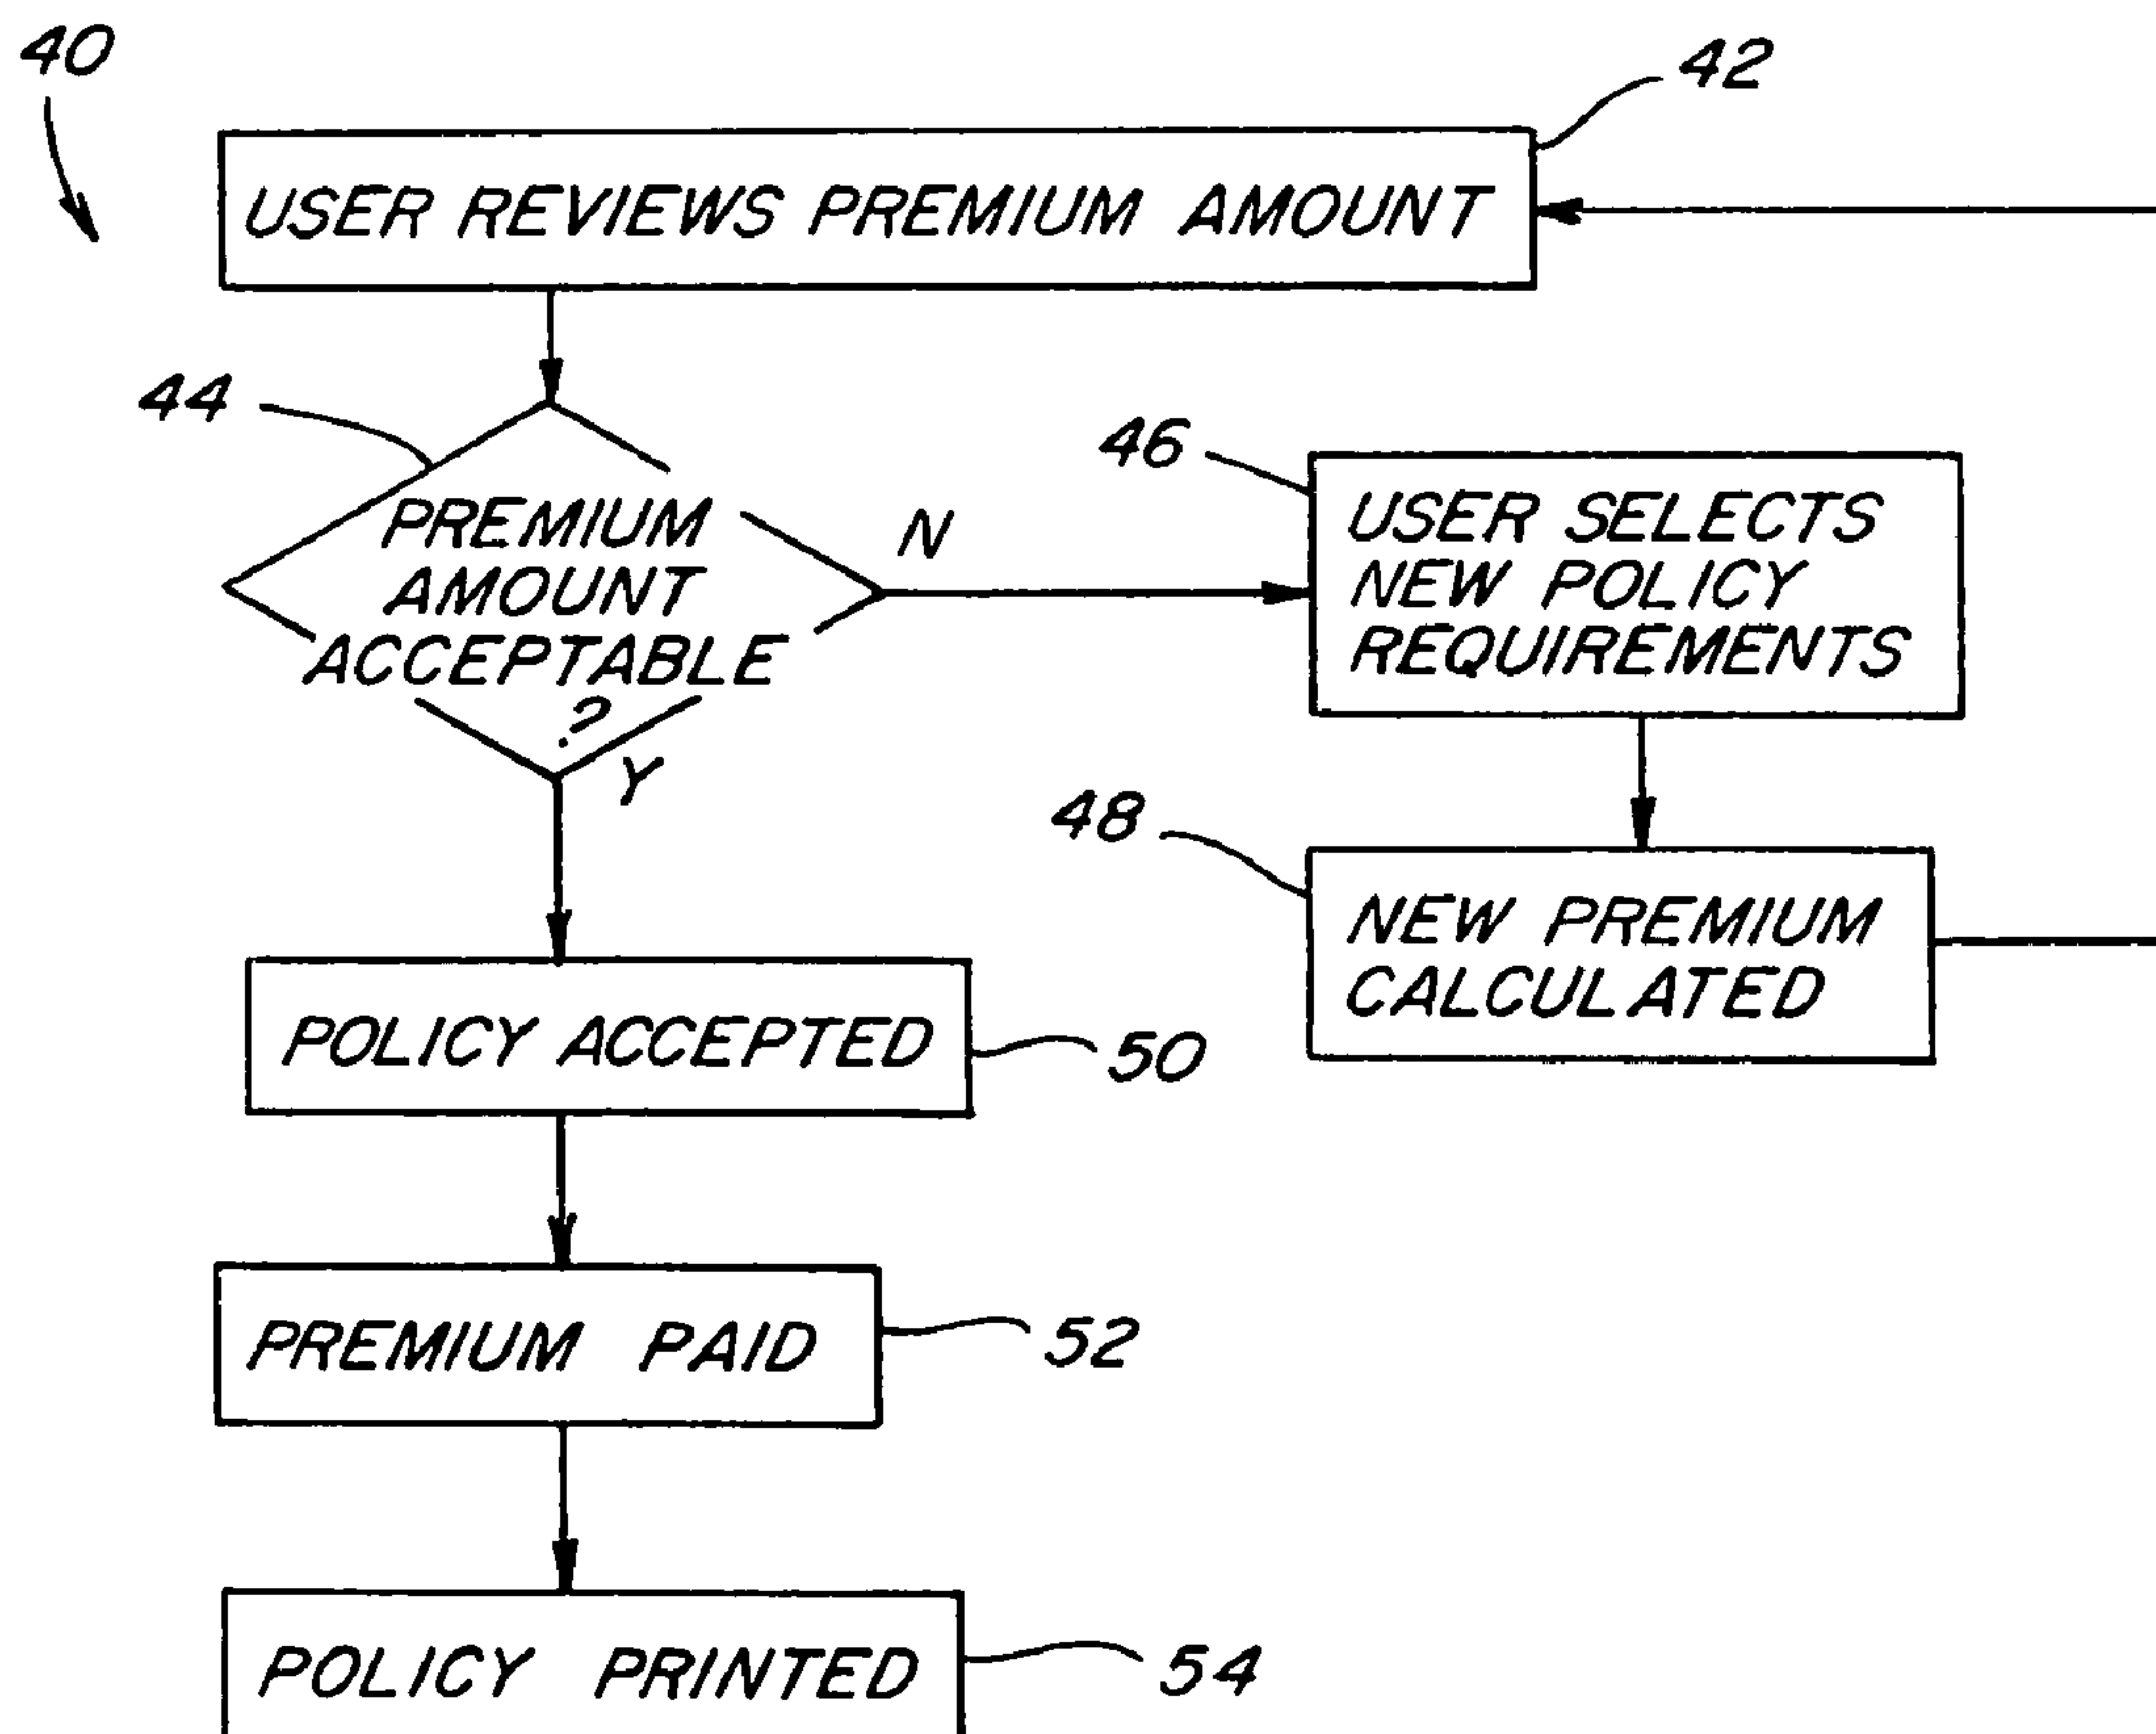 40
42
USER REVIEWS PREMIUM AMOUNT
44
PREMIUM
AMOUNT
ACCEPTABLE
?
N
Y
46
USER SELECTS
NEW POLICY
REQUIREMENTS
48
NEW PREMIUM
CALCULATED
POLICY ACCEPTED
50
PREMIUM PAID
52
POLICY PRINTED
54